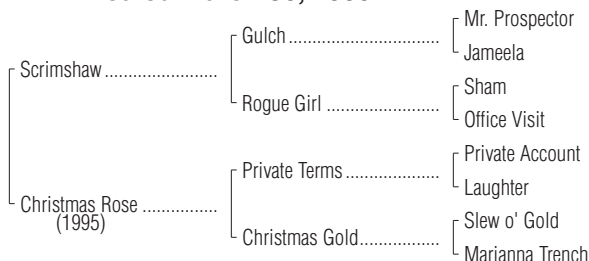 Gulch ................................
Mr. Prospector
Jameela
Scrimshaw ........................
Rogue Girl ........................
Sham
Office Visit
Private Terms ....................
Private Account
Laughter
Christmas Rose ................
(1995)
Christmas Gold.................
Slew o' Gold
Marianna Trench